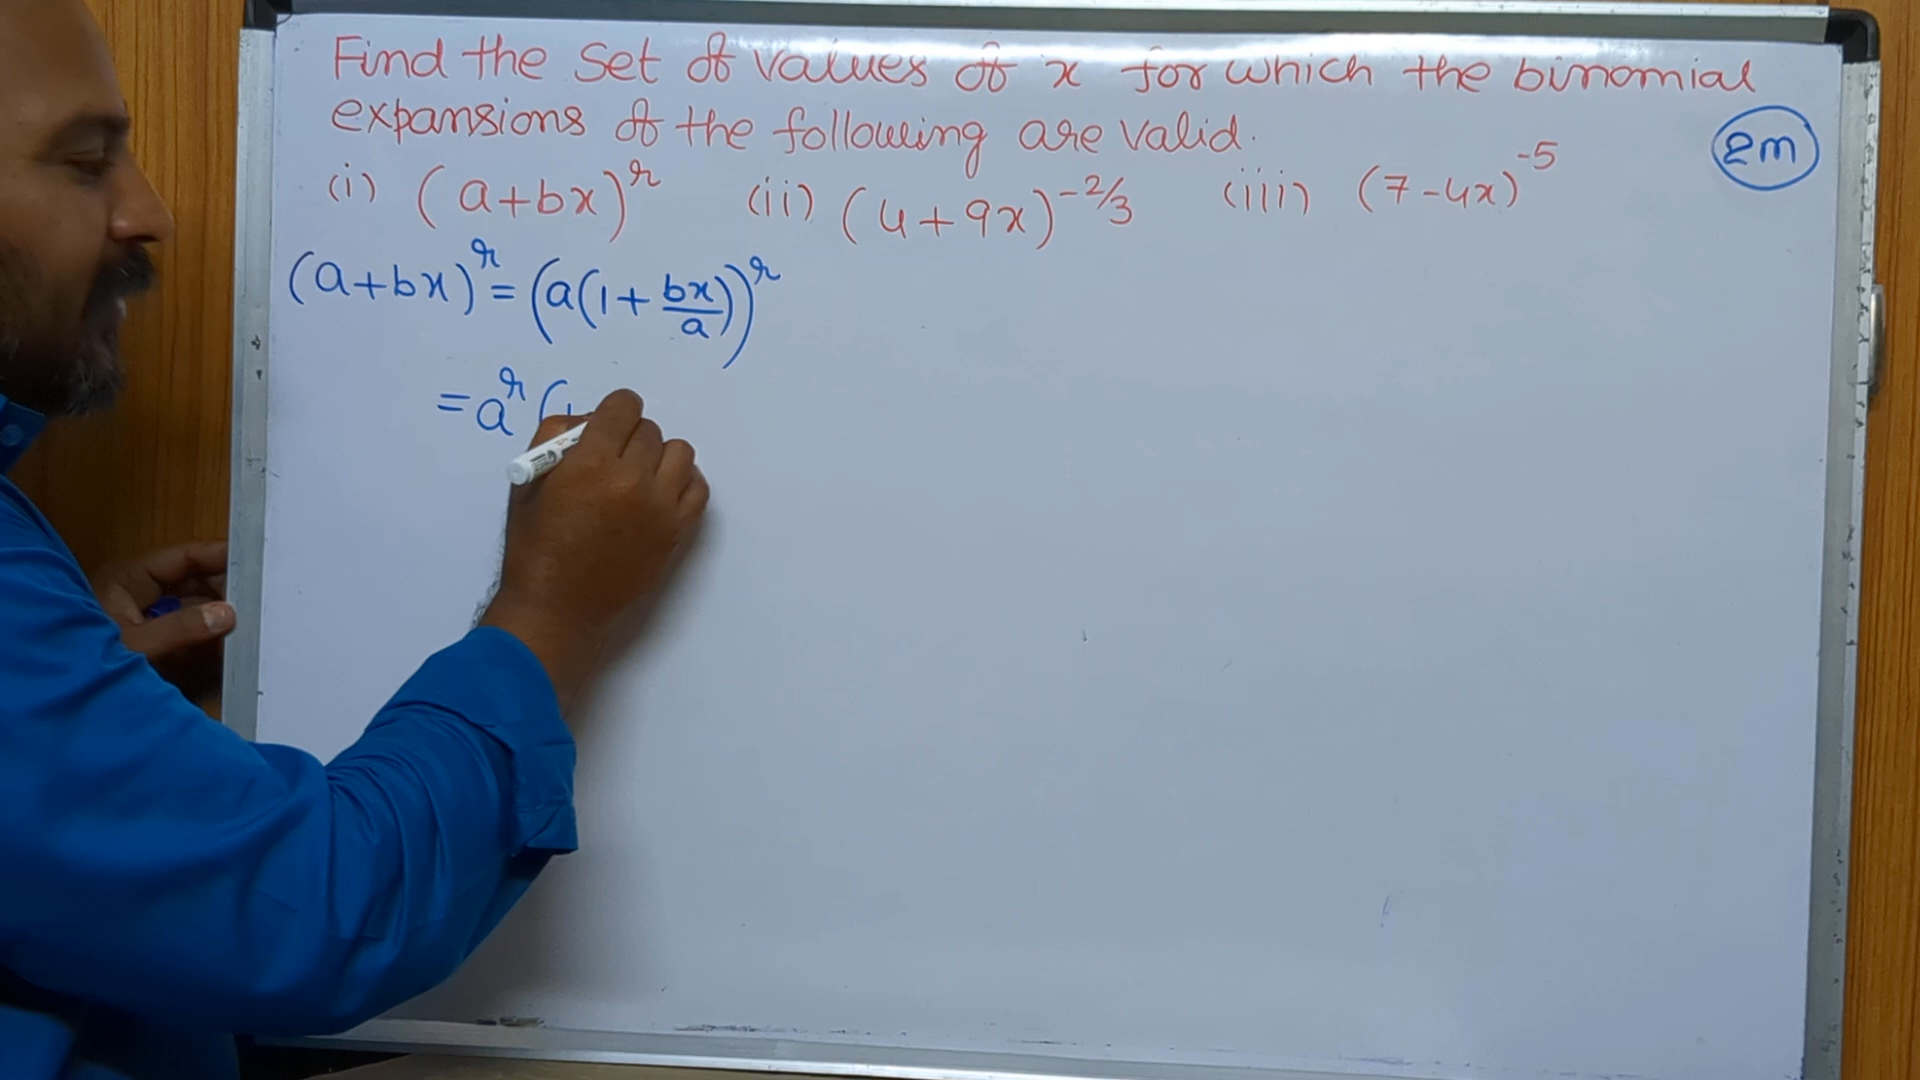 Find the set of values of x for which the binomial
expansions of the following are valid.
2m
(i) (a+bx)^r (ii) (4+9x)^-2/3 (iii) (7-4x)^-5
(a+bx)^r = (a(1+bx/a))^r
= a^r (1